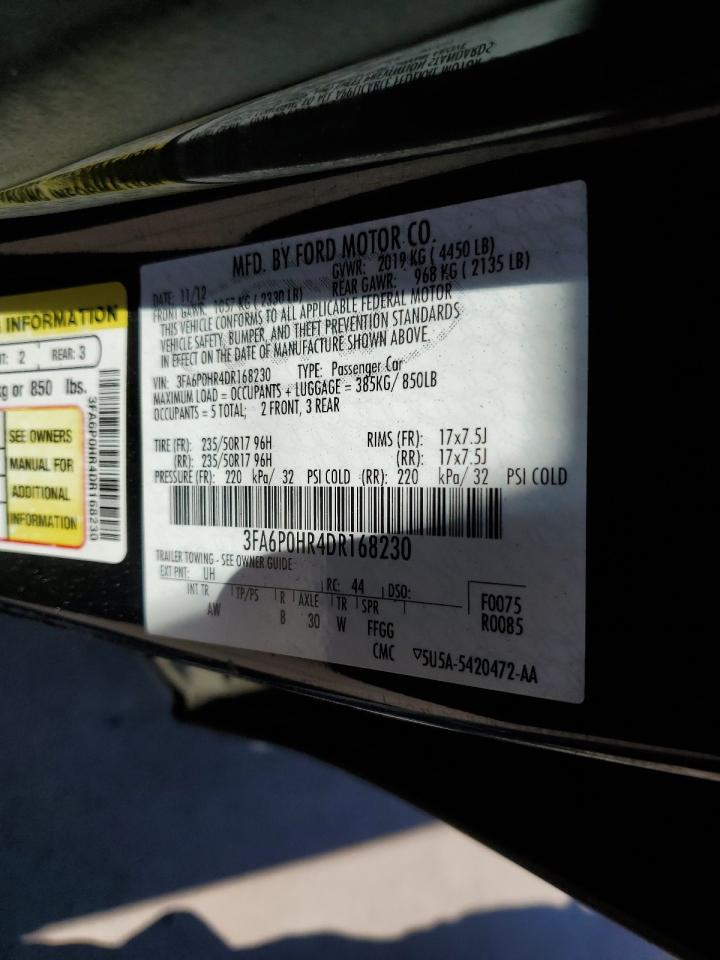 MFD. BY FORD MOTOR CO.
DATE: 11/12 GVWR: 2019 KG ( 4450 LB)
FRONT GAWR: 1057 KG ( 2330 LB) REAR GAWR: 968 KG ( 2135 LB)
THIS VEHICLE CONFORMS TO ALL APPLICABLE FEDERAL MOTOR
VEHICLE SAFETY, BUMPER, AND THEFT PREVENTION STANDARDS
IN EFFECT ON THE DATE OF MANUFACTURE SHOWN ABOVE.
VIN: 3FA6P0HR4DR168230 TYPE: Passenger Car
MAXIMUM LOAD = OCCUPANTS + LUGGAGE = 385KG/ 850LB
OCCUPANTS = 5 TOTAL; 2 FRONT, 3 REAR
TIRE (FR): 235/50R17 96H RIMS (FR): 17x7.5J
(RR): 235/50R17 96H (RR): 17x7.5J
PRESSURE (FR): 220 kPa/ 32 PSI COLD (RR): 220 kPa/ 32 PSI COLD
3FA6P0HR4DR168230
TRAILER TOWING - SEE OWNER GUIDE
EXT PNT: UH RC: 44 DSO:
INT TR TP/PS R AXLE TR SPR F0075
AW B 30 W FFGG R0085
CMC ▽5U5A-5420472-AA
INFORMATION
2 REAR: 3
kg or 850 lbs.
SEE OWNERS
MANUAL FOR
ADDITIONAL
INFORMATION
3FA6P0HR4DR168230